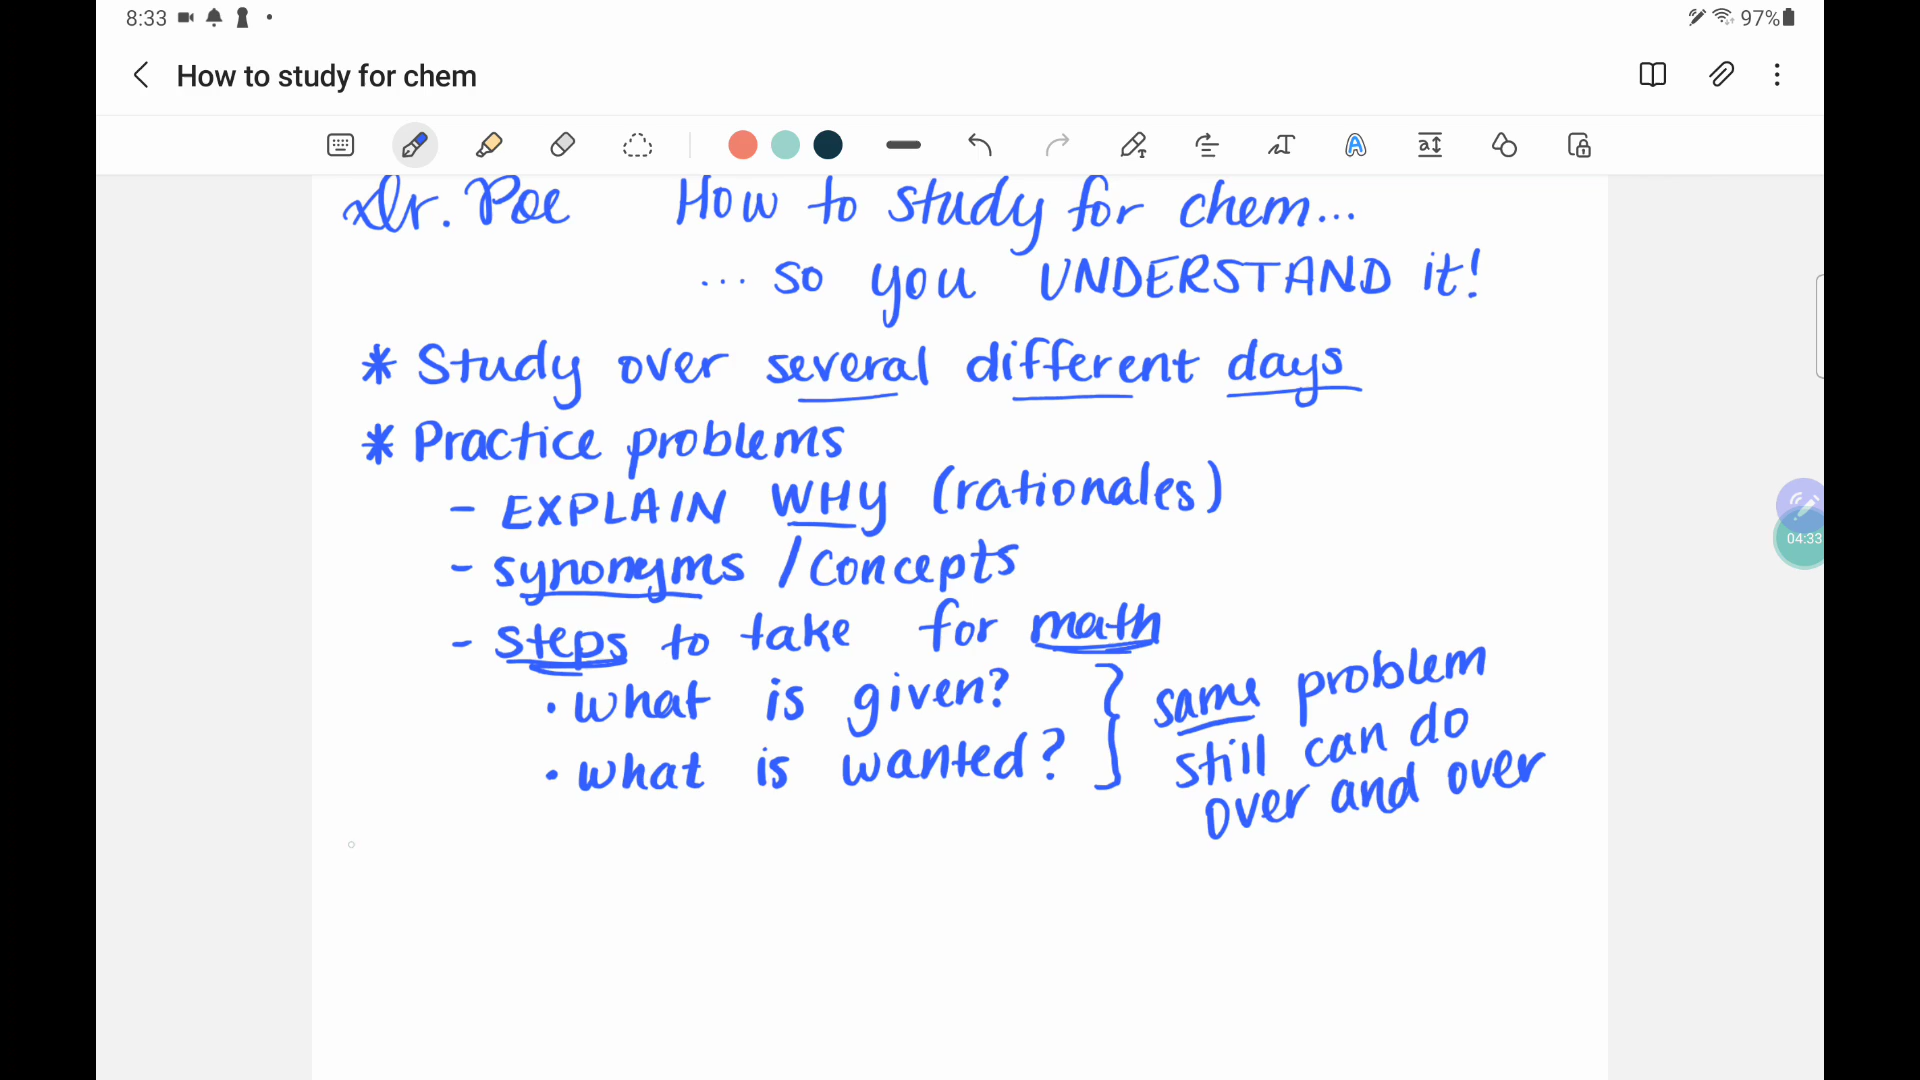 8:33
97%
How to study for chem
Dr. Poe How to study for chem...
... so you UNDERSTAND it!
* Study over several different days
* Practice problems
- EXPLAIN WHY (rationales)
- synonyms / concepts
- steps to take for math
• what is given?
• what is wanted?
} same problem
still can do
over and over
04:33